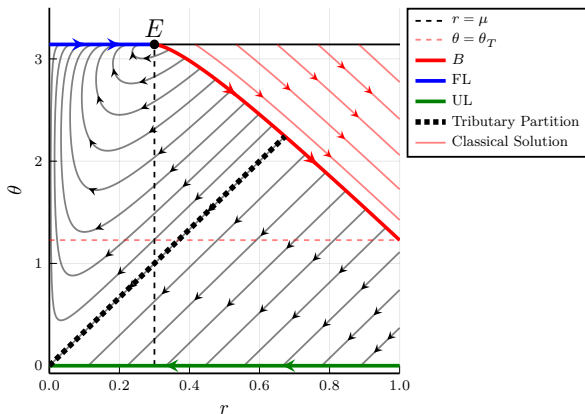 E
3
2
1
0
θ
0.0 0.2 0.4 0.6 0.8 1.0
r
r = μ
θ = θ_T
B
FL
UL
Tributary Partition
Classical Solution